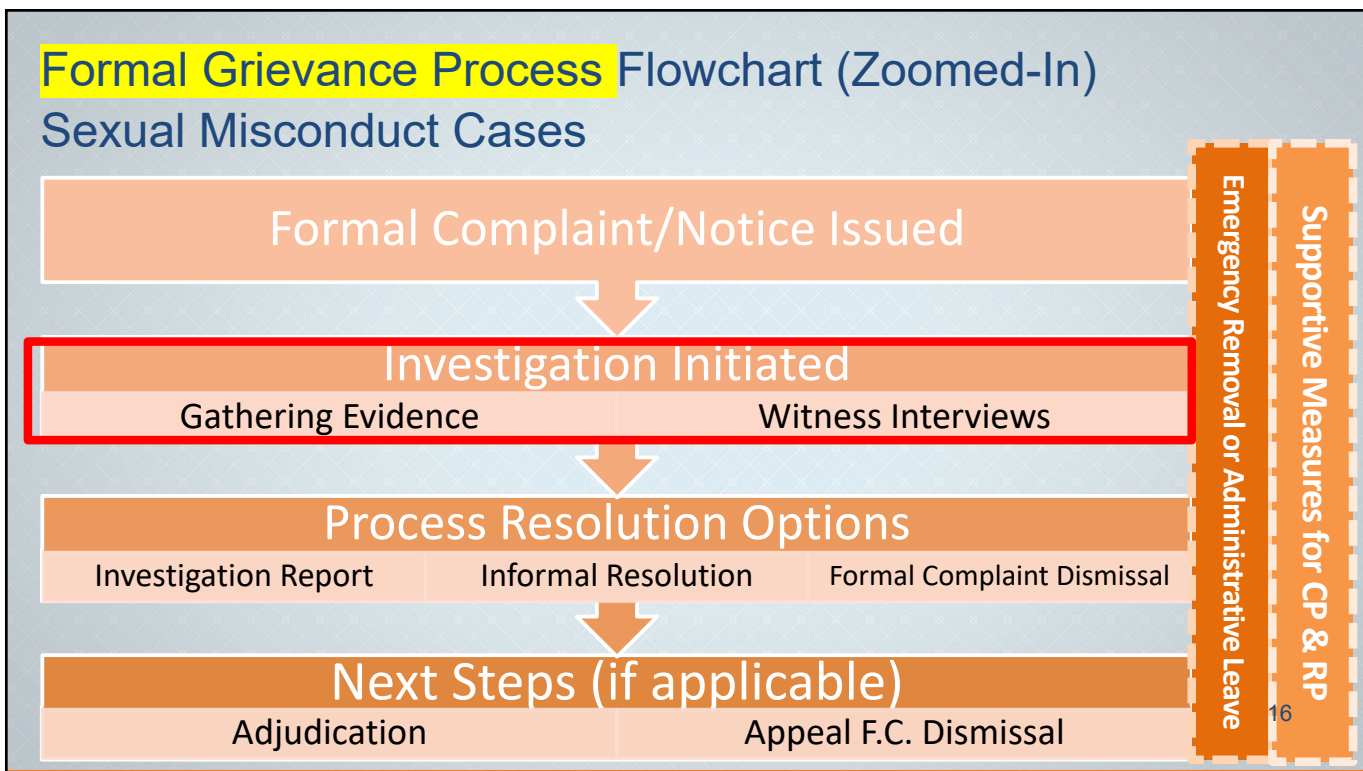 Formal Grievance Process Flowchart (Zoomed-In)
Sexual Misconduct Cases
Formal Complaint/Notice Issued
Investigation Initiated
Gathering Evidence
Witness Interviews
Process Resolution Options
Investigation Report
Informal Resolution
Formal Complaint Dismissal
Next Steps (if applicable)
Adjudication
Appeal F.C. Dismissal
Emergency Removal or Administrative Leave
Supportive Measures for CP & RP
16